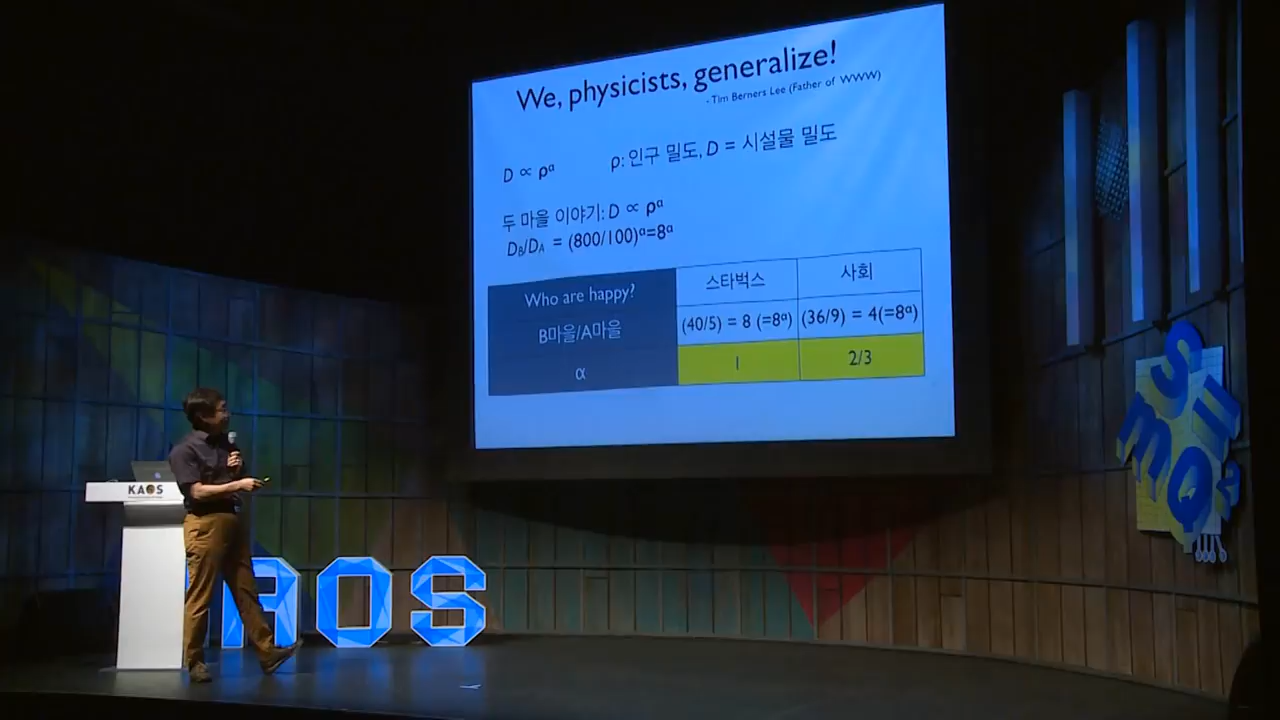 We, physicists, generalize!
- Tim Berners Lee (Father of WWW)
D ∝ ρᵅ ρ: 인구 밀도, D = 시설물 밀도
두 마을 이야기: D ∝ ρᵅ
D_B/D_A = (800/100)ᵅ=8ᵅ
Who are happy? 스타벅스 사회
B마을/A마을 (40/5) = 8 (=8ᵅ) (36/9) = 4(=8ᵅ)
α 1 2/3
KAOS
AOS